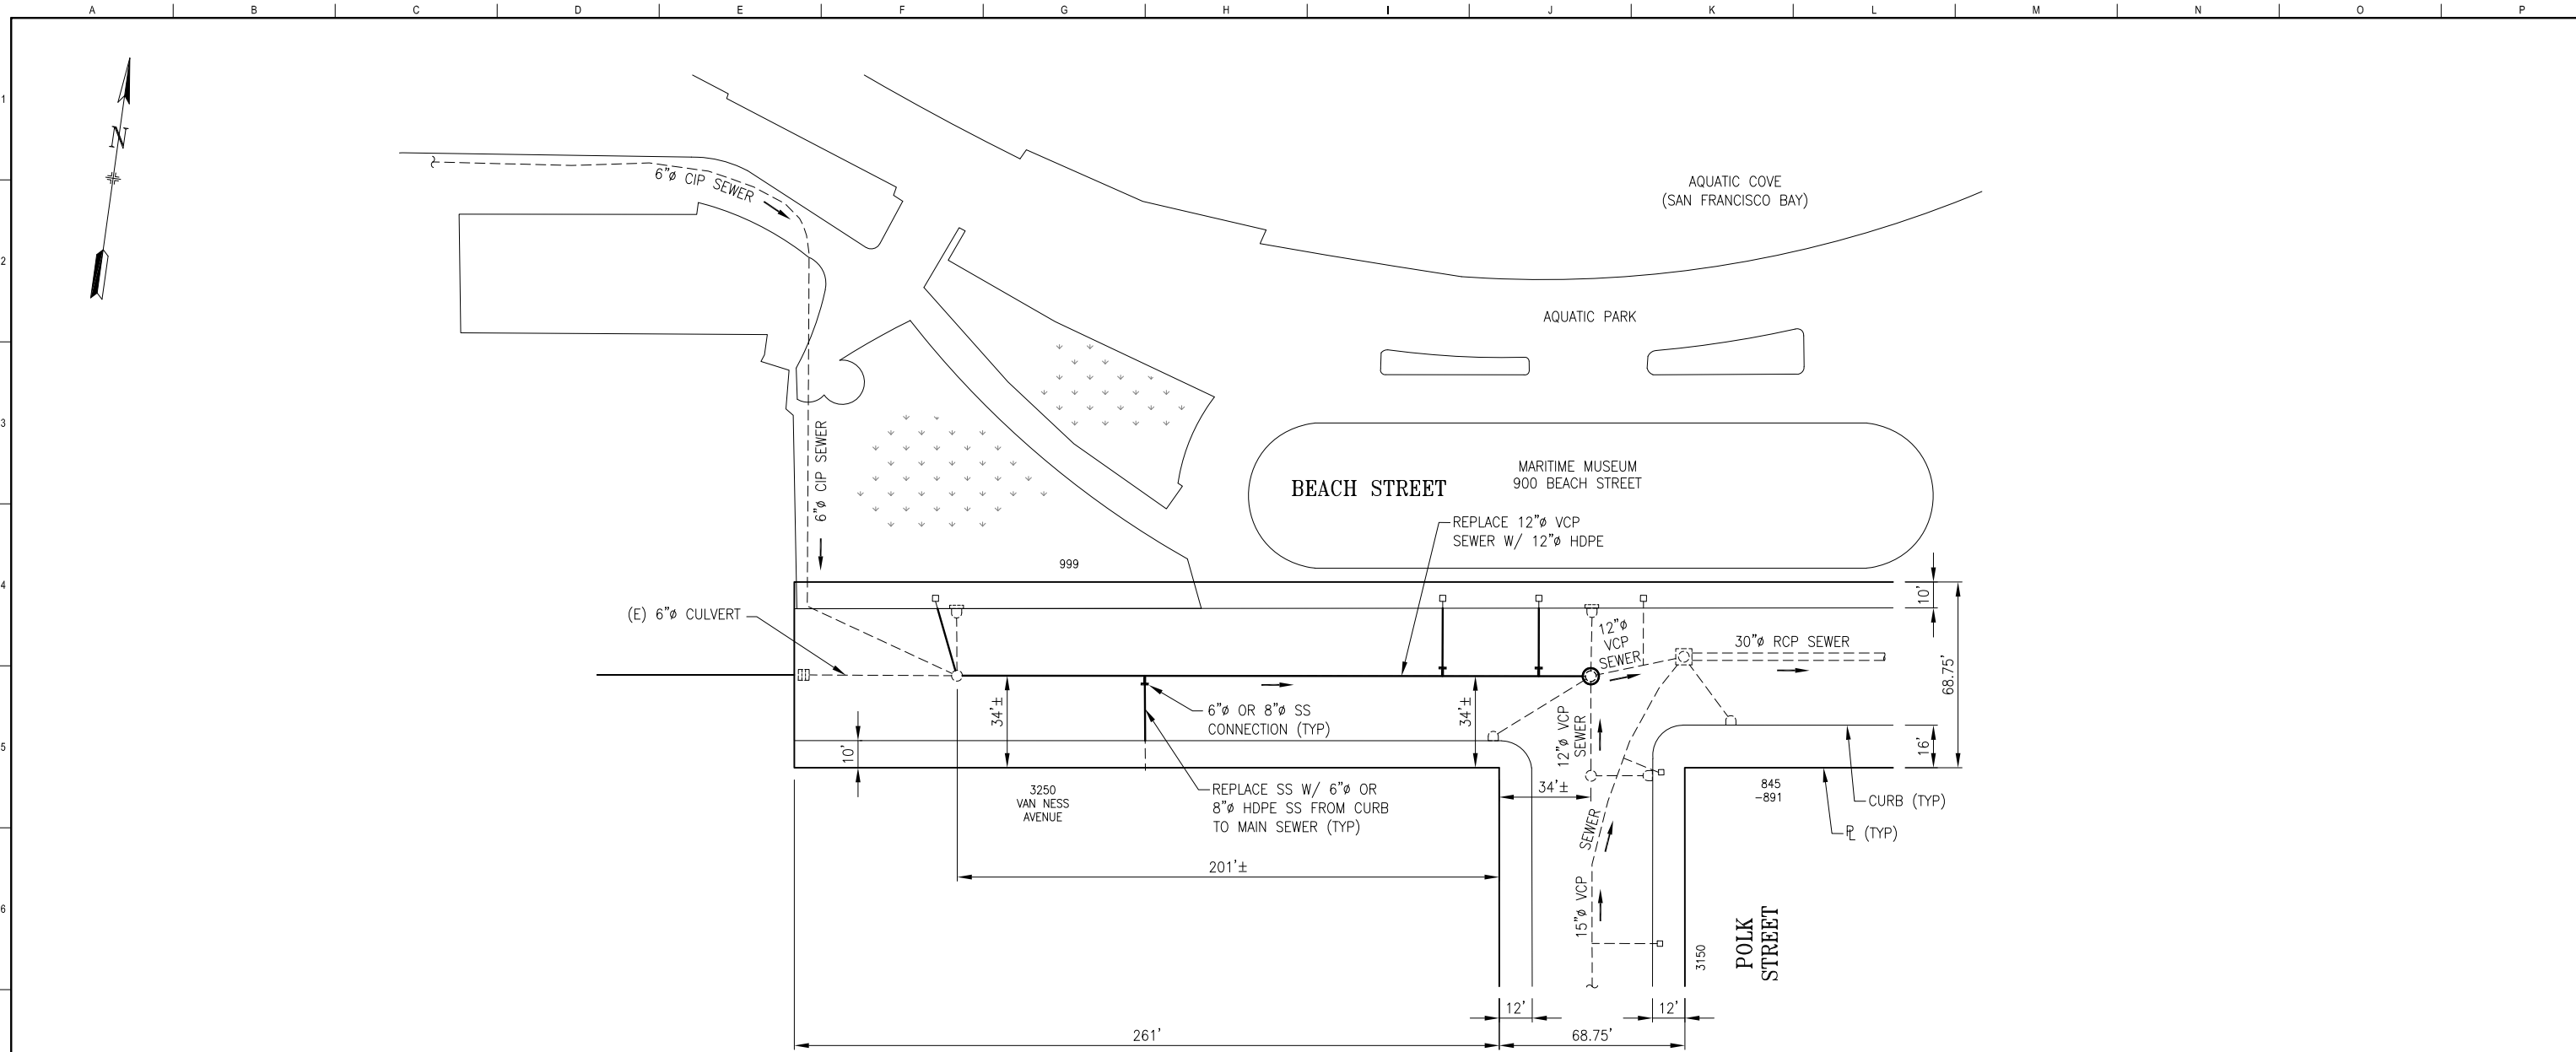 A B C D E F G H I J K L M N O P
1
2
3
4
5
6
N
6"ø CIP SEWER
AQUATIC COVE
(SAN FRANCISCO BAY)
AQUATIC PARK
6"ø CIP SEWER
BEACH STREET
MARITIME MUSEUM
900 BEACH STREET
REPLACE 12"ø VCP
SEWER W/ 12"ø HDPE
999
10'
(E) 6"ø CULVERT
12"ø
VCP
SEWER
30"ø RCP SEWER
68.75'
34'±
34'±
6"ø OR 8"ø SS
CONNECTION (TYP)
12"ø VCP
SEWER
10'
16'
REPLACE SS W/ 6"ø OR
8"ø HDPE SS FROM CURB
TO MAIN SEWER (TYP)
3250
VAN NESS
AVENUE
34'±
845
-891
CURB (TYP)
PL (TYP)
SEWER
201'±
15"ø VCP
3150
POLK
STREET
12'
12'
261'
68.75'